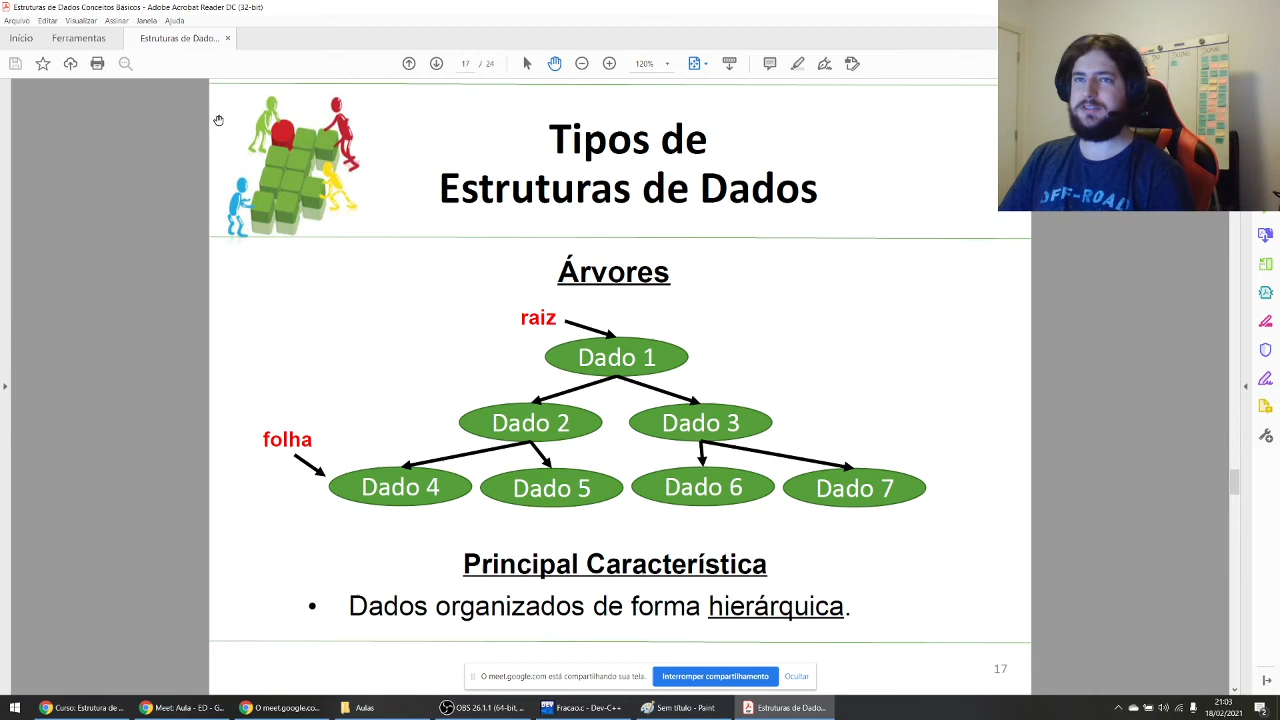 Estruturas de Dados Conceitos Básicos - Adobe Acrobat Reader DC (32-bit)
Arquivo Editar Visualizar Assinar Janela Ajuda
Início Ferramentas Estruturas de Dado... ×
17 / 24 120%
Tipos de
Estruturas de Dados
Árvores
raiz
Dado 1
Dado 2 Dado 3
folha
Dado 4 Dado 5 Dado 6 Dado 7
Principal Característica
• Dados organizados de forma hierárquica.
17
O meet.google.com está compartilhando sua tela. Interromper compartilhamento Ocultar
OFF-ROAD
DOING DONE
Curso: Estrutura de ... Meet: Aula - ED - G... O meet.google.co... Aulas OBS 26.1.1 (64-bit, ... Fracao.c - Dev-C++ Sem título - Paint Estruturas de Dado...
21:03
18/02/2021